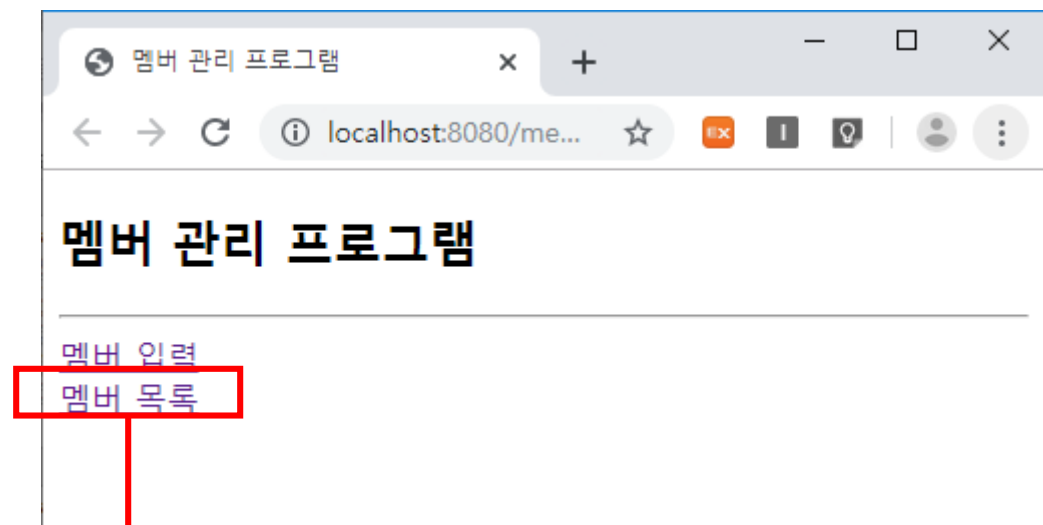 멤버 관리 프로그램
localhost:8080/me...
멤버 관리 프로그램
멤버 입력
멤버 목록